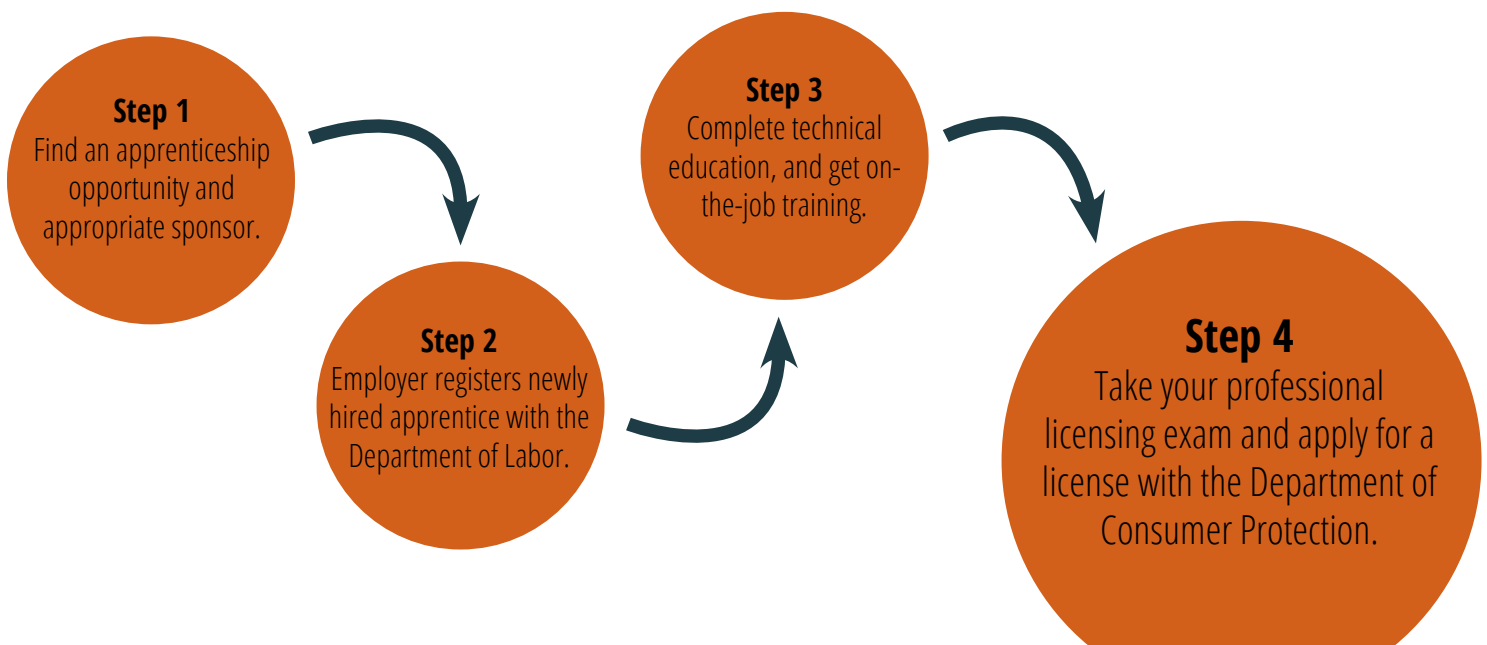 Step 1
Find an apprenticeship
opportunity and
appropriate sponsor.
Step 2
Employer registers newly
hired apprentice with the
Department of Labor.
Step 3
Complete technical
education, and get on-
the-job training.
Step 4
Take your professional
licensing exam and apply for a
license with the Department of
Consumer Protection.